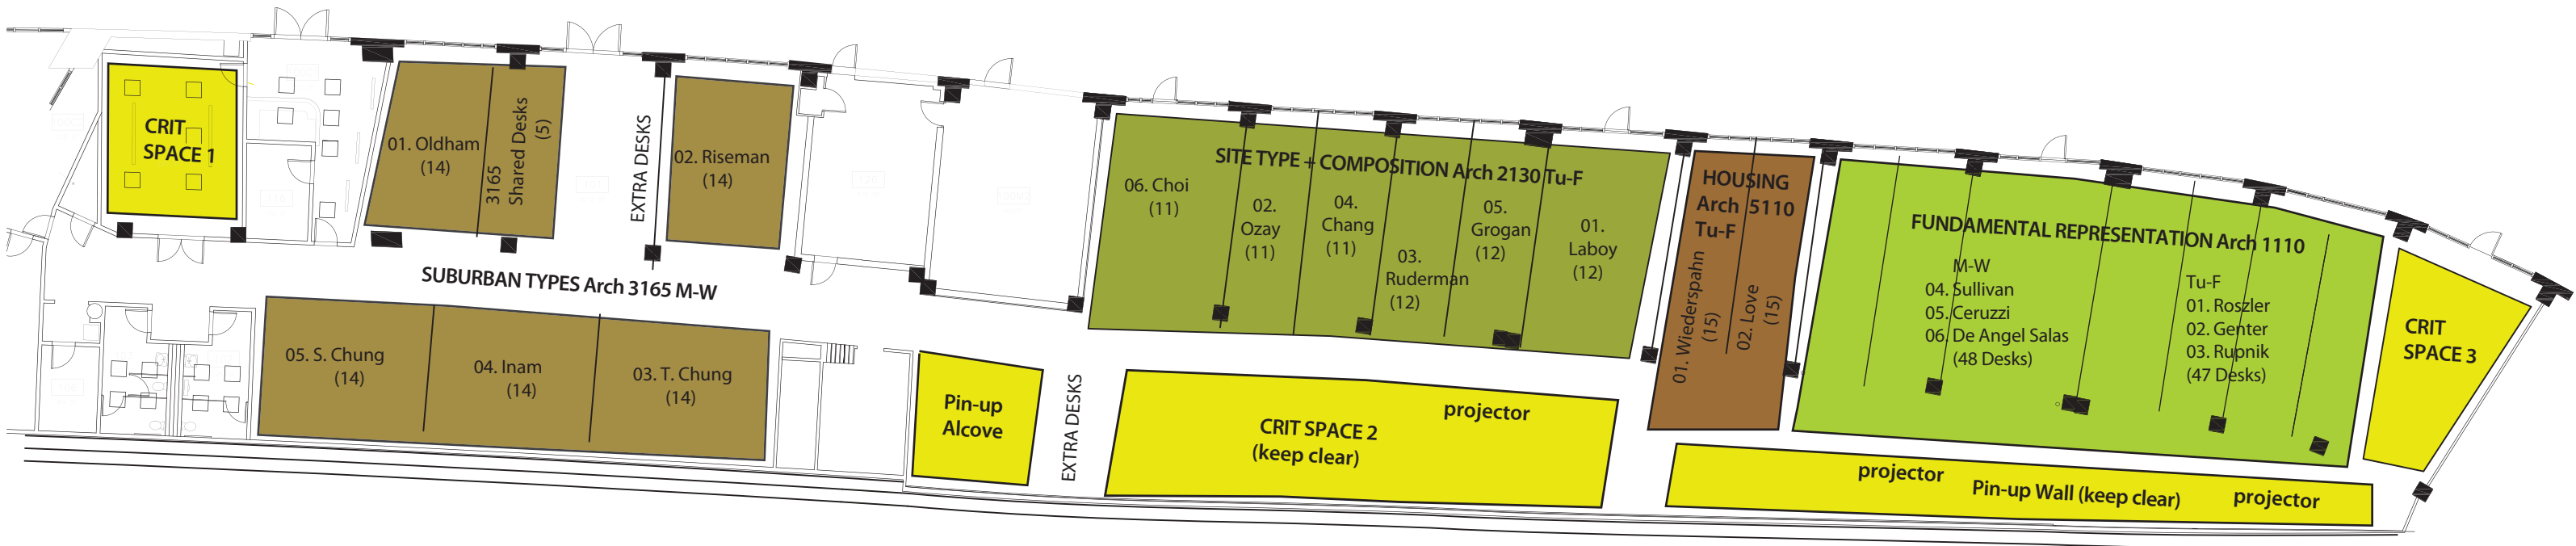 CRIT
SPACE 1
01. Oldham
(14)
3165
Shared Desks
(5)
EXTRA DESKS
02. Riseman
(14)
SUBURBAN TYPES Arch 3165 M-W
05. S. Chung
(14)
04. Inam
(14)
03. T. Chung
(14)
Pin-up
Alcove
EXTRA DESKS
SITE TYPE + COMPOSITION Arch 2130 Tu-F
06. Choi
(11)
02.
Ozay
(11)
04.
Chang
(11)
03.
Ruderman
(12)
05.
Grogan
(12)
01.
Laboy
(12)
projector
CRIT SPACE 2
(keep clear)
HOUSING
Arch 5110
Tu-F
01. Wiederspahn
(15)
02. Love
(15)
FUNDAMENTAL REPRESENTATION Arch 1110
M-W
04. Sullivan
05. Ceruzzi
06. De Angel Salas
(48 Desks)
Tu-F
01. Roszler
02. Genter
03. Rupnik
(47 Desks)
CRIT
SPACE 3
projector
Pin-up Wall (keep clear)
projector